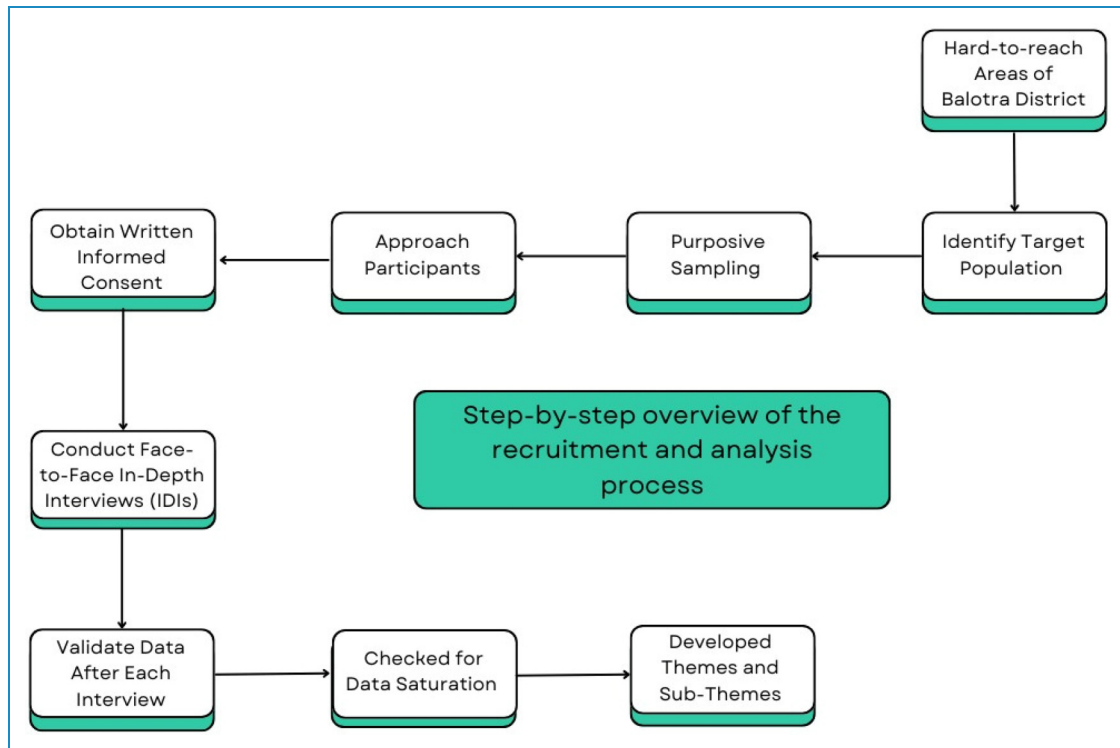 Hard-to-reach
Areas of
Balotra District
Identify Target
Population
Purposive
Sampling
Approach
Participants
Obtain Written
Informed
Consent
Step-by-step overview of the
recruitment and analysis
process
Conduct Face-
to-Face In-Depth
Interviews (IDIs)
Validate Data
After Each
Interview
Checked for
Data Saturation
Developed
Themes and
Sub-Themes